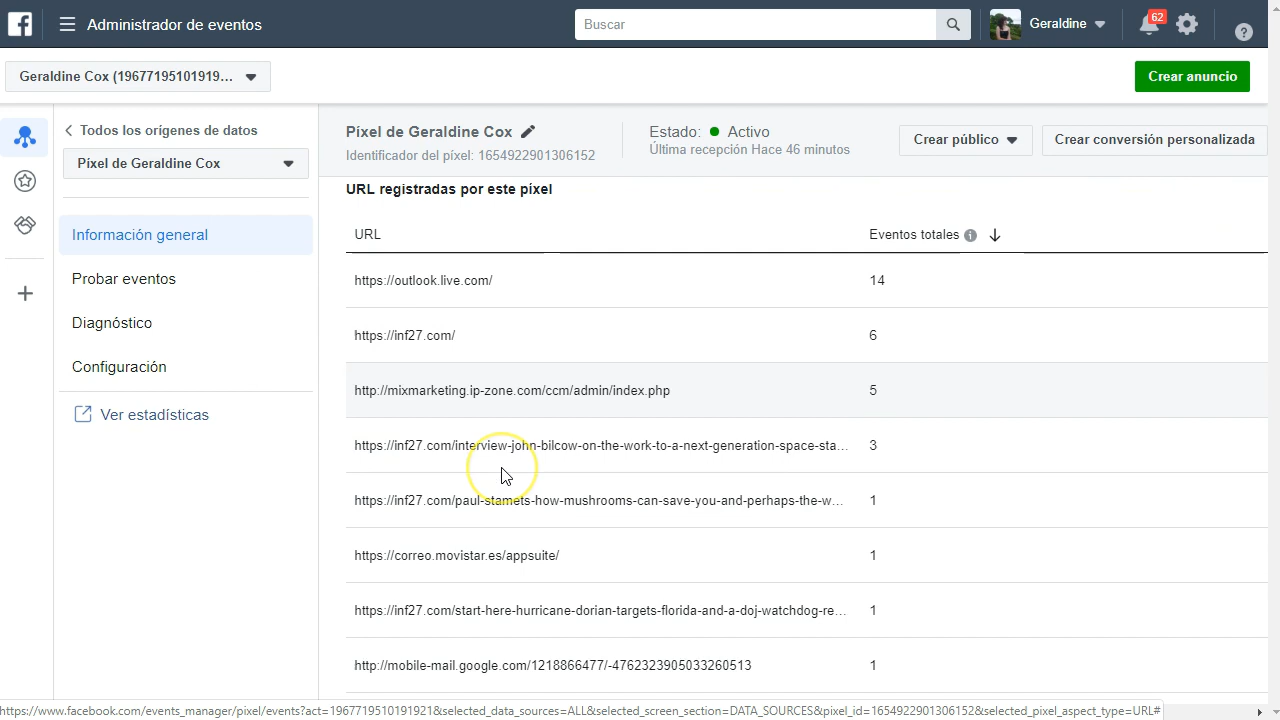 Administrador de eventos
Buscar
Geraldine
62
Geraldine Cox (19677195101919...
Crear anuncio
Todos los orígenes de datos
Píxel de Geraldine Cox
Información general
Probar eventos
Diagnóstico
Configuración
Ver estadísticas
Píxel de Geraldine Cox
Identificador del píxel: 1654922901306152
Estado: Activo
Última recepción Hace 46 minutos
Crear público
Crear conversión personalizada
URL registradas por este píxel
URL Eventos totales
https://outlook.live.com/ 14
https://inf27.com/ 6
http://mixmarketing.ip-zone.com/ccm/admin/index.php 5
https://inf27.com/interview-john-bilcow-on-the-work-to-a-next-generation-space-sta... 3
https://inf27.com/paul-stamets-how-mushrooms-can-save-you-and-perhaps-the-w... 1
https://correo.movistar.es/appsuite/ 1
https://inf27.com/start-here-hurricane-dorian-targets-florida-and-a-doj-watchdog-re... 1
http://mobile-mail.google.com/1218866477/-4762323905033260513 1
https://www.facebook.com/events_manager/pixel/events?act=1967719510191921&selected_data_sources=ALL&selected_screen_section=DATA_SOURCES&pixel_id=1654922901306152&selected_pixel_aspect_type=URL#